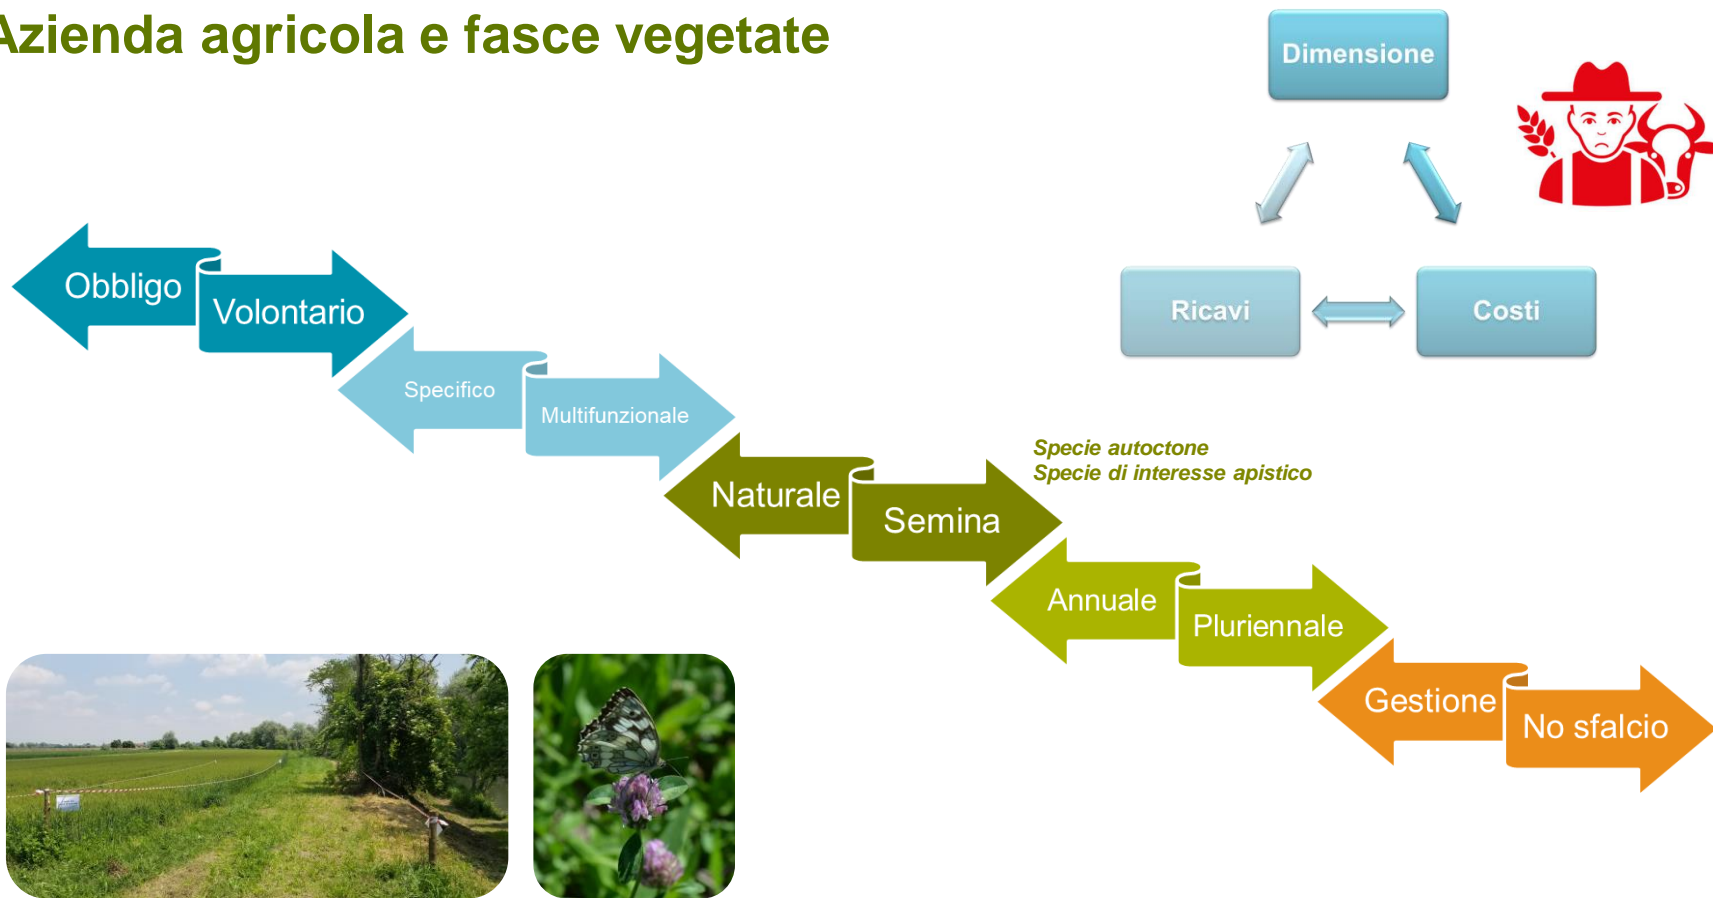 Azienda agricola e fasce vegetate
Dimensione
Ricavi
Costi
Obbligo
Volontario
Specifico
Multifunzionale
Naturale
Semina
Specie autoctone
Specie di interesse apistico
Annuale
Pluriennale
Gestione
No sfalcio